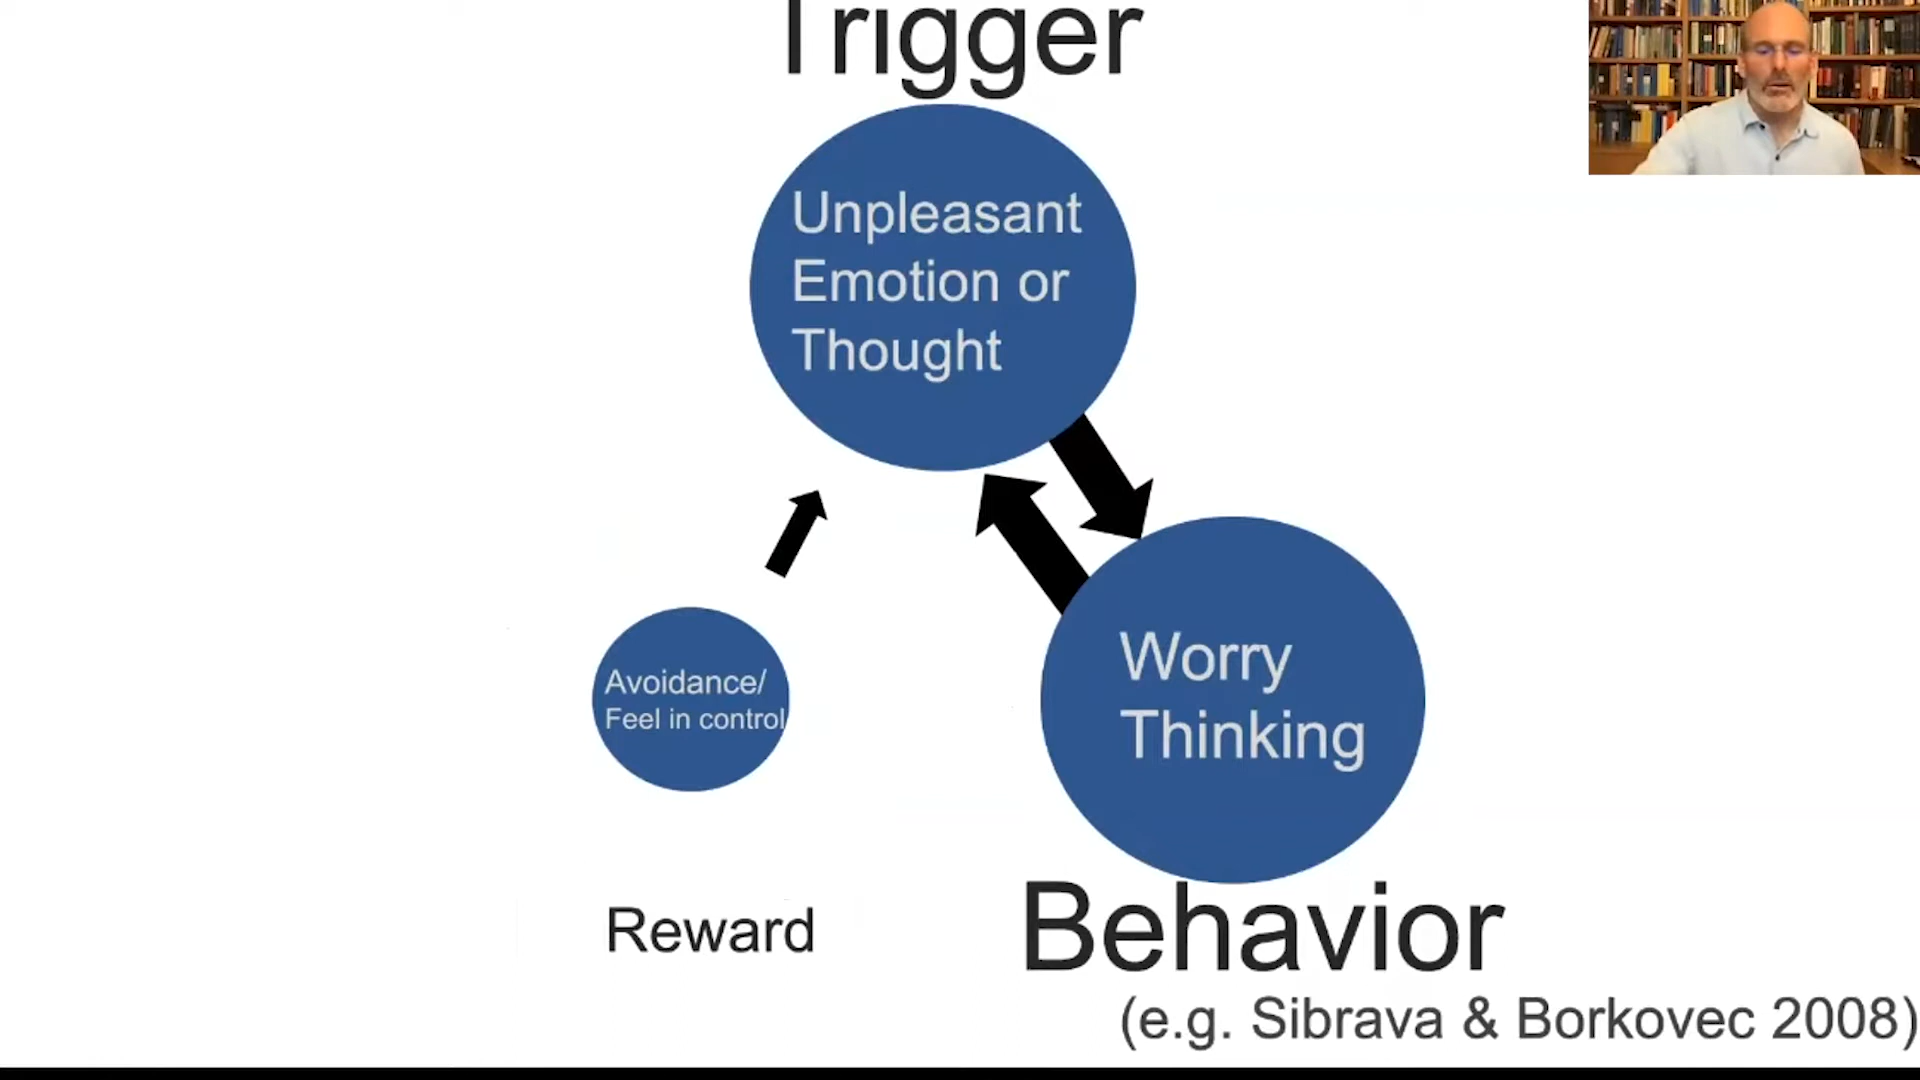 Trigger
Unpleasant
Emotion or
Thought
Avoidance/
Feel in control
Worry
Thinking
Reward
Behavior
(e.g. Sibrava & Borkovec 2008)